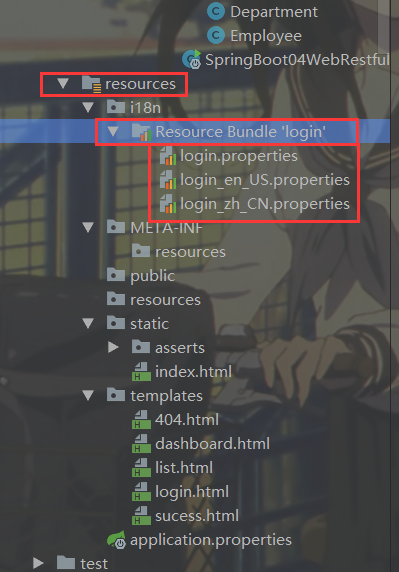 Department
Employee
SpringBoot04WebRestful
resources
i18n
Resource Bundle 'login'
login.properties
login_en_US.properties
login_zh_CN.properties
META-INF
resources
public
resources
static
asserts
index.html
templates
404.html
dashboard.html
list.html
login.html
sucess.html
application.properties
test